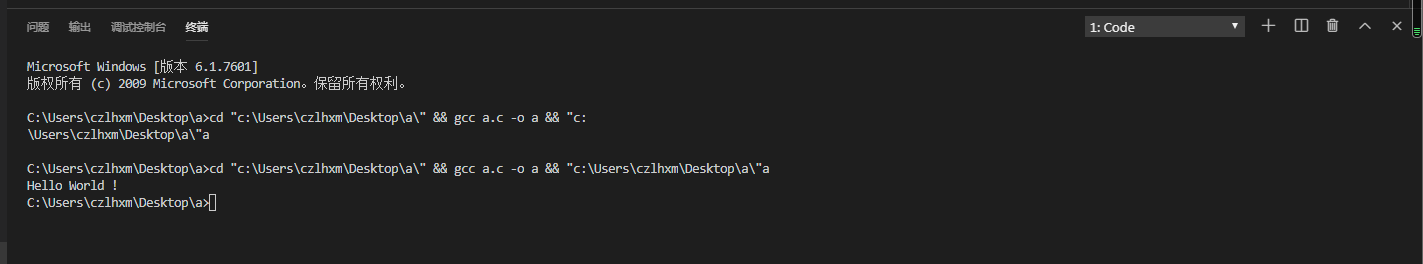 问题 输出 调试控制台 终端 1: Code
Microsoft Windows [版本 6.1.7601]
版权所有 (c) 2009 Microsoft Corporation。保留所有权利。
C:\Users\czlhxm\Desktop\a>cd "c:\Users\czlhxm\Desktop\a\" && gcc a.c -o a && "c:
\Users\czlhxm\Desktop\a\"a
C:\Users\czlhxm\Desktop\a>cd "c:\Users\czlhxm\Desktop\a\" && gcc a.c -o a && "c:\Users\czlhxm\Desktop\a\"a
Hello World !
C:\Users\czlhxm\Desktop\a>